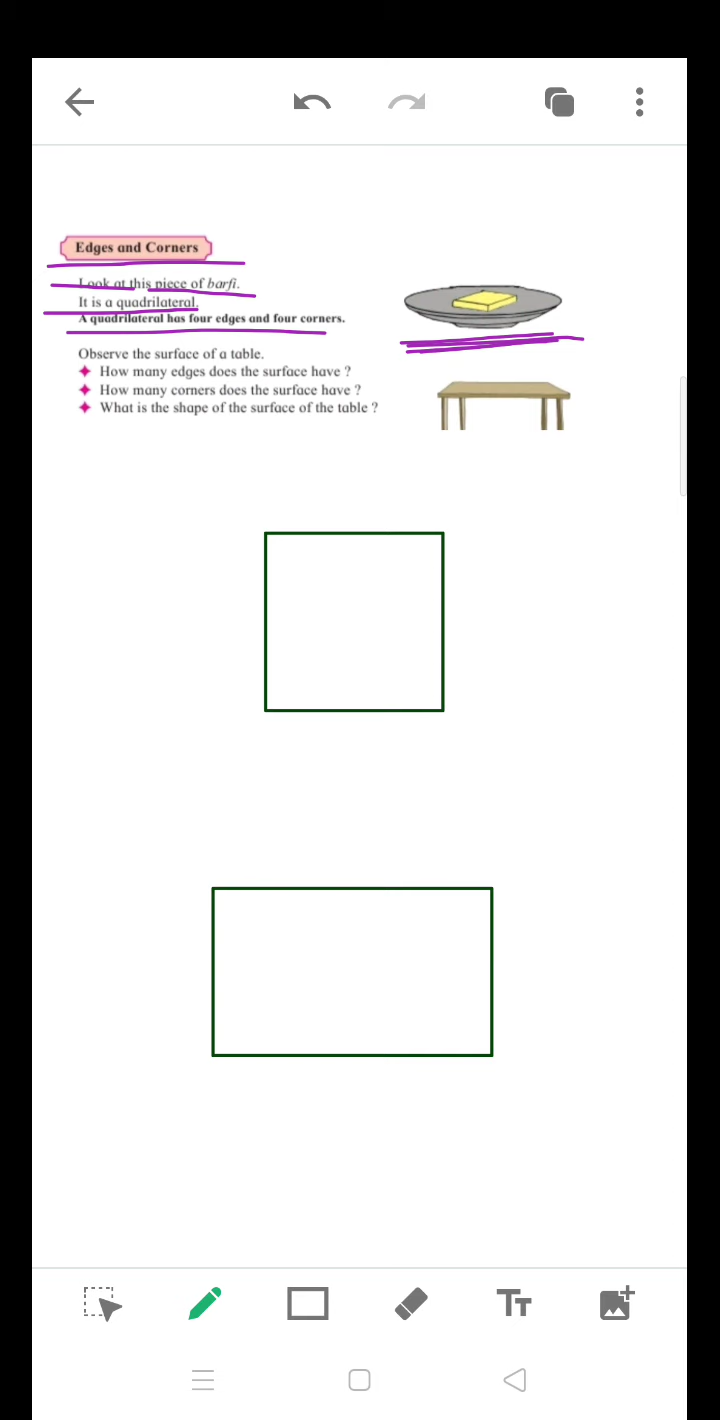 Edges and Corners
Look at this piece of barfi.
It is a quadrilateral.
A quadrilateral has four edges and four corners.
Observe the surface of a table.
How many edges does the surface have ?
How many corners does the surface have ?
What is the shape of the surface of the table ?
TT